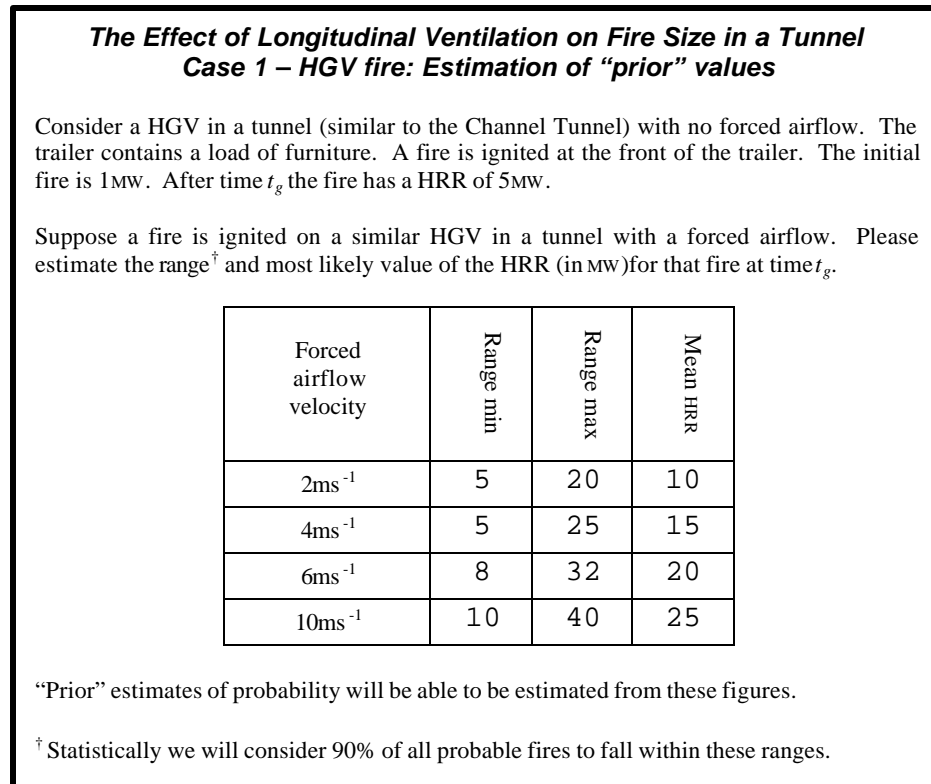 The Effect of Longitudinal Ventilation on Fire Size in a Tunnel
Case 1 – HGV fire: Estimation of “prior” values
Consider a HGV in a tunnel (similar to the Channel Tunnel) with no forced airflow. The
trailer contains a load of furniture. A fire is ignited at the front of the trailer. The initial
fire is 1MW. After time t_g the fire has a HRR of 5MW.
Suppose a fire is ignited on a similar HGV in a tunnel with a forced airflow. Please
estimate the range† and most likely value of the HRR (in MW)for that fire at time t_g.
Forced
airflow
velocity
Range min
Range max
Mean HRR
2ms⁻¹ 5 20 10
4ms⁻¹ 5 25 15
6ms⁻¹ 8 32 20
10ms⁻¹ 10 40 25
“Prior” estimates of probability will be able to be estimated from these figures.
† Statistically we will consider 90% of all probable fires to fall within these ranges.